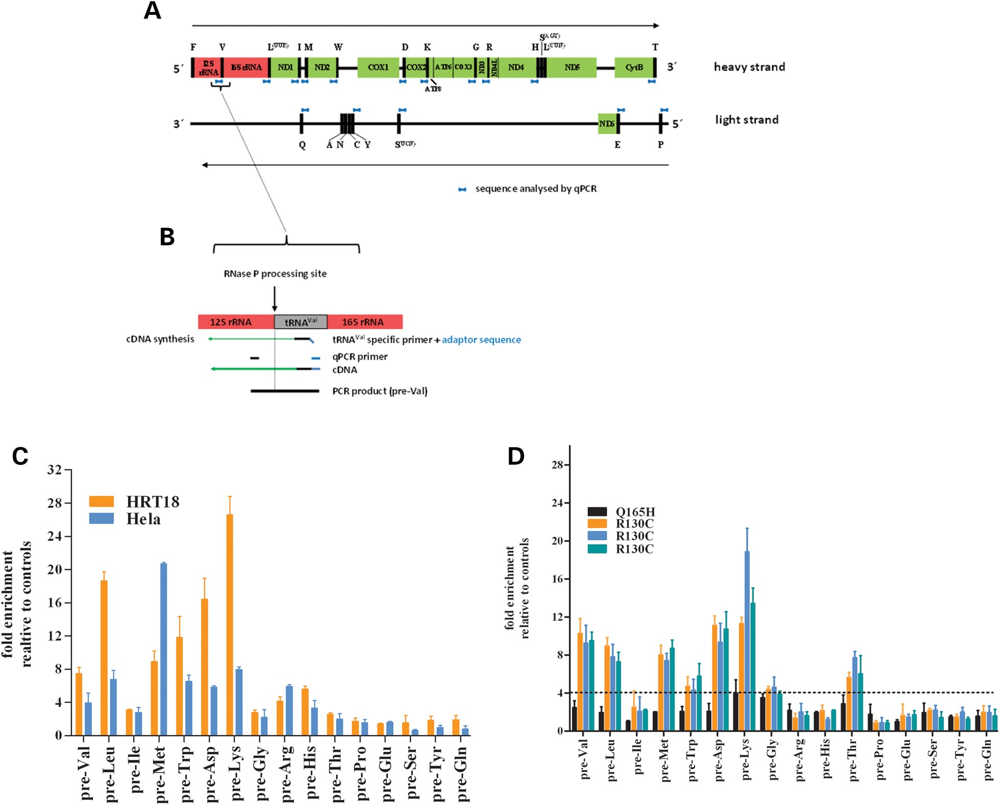 A
F V L(UUR) I M W D K G R H S(AGY) L(CUN) T
5´ 12S rRNA 16S rRNA ND1 ND2 COX1 COX2 ATP6 COX3 ND3 ND4L ND4 ND5 CytB 3´ heavy strand
ATP8
3´ ND6 5´ light strand
Q A N C Y S(UCN) E P
sequence analysed by qPCR
B
RNase P processing site
12S rRNA tRNAVal 16S rRNA
cDNA synthesis tRNAVal specific primer + adaptor sequence
qPCR primer
cDNA
PCR product (pre-Val)
C
fold enrichment
realtive to controls
32
28
24
20
16
12
8
4
0
HRT18
Hela
pre-Val
pre-Leu
pre-Ile
pre-Met
pre-Trp
pre-Asp
pre-Lys
pre-Gly
pre-Arg
pre-His
pre-Thr
pre-Pro
pre-Glu
pre-Ser
pre-Tyr
pre-Gln
D
fold enrichment
relative to controls
28
24
20
16
12
8
4
0
Q165H
R130C
R130C
R130C
pre-Val
pre-Leu
pre-Ile
pre-Met
pre-Trp
pre-Asp
pre-Lys
pre-Gly
pre-Arg
pre-His
pre-Thr
pre-Pro
pre-Glu
pre-Ser
pre-Tyr
pre-Gln